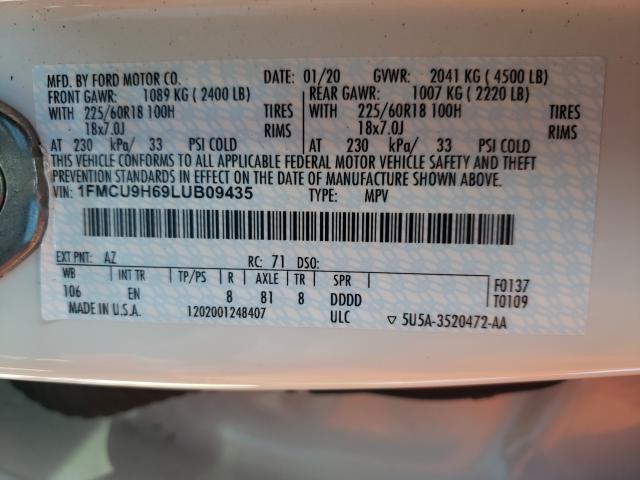 MFD. BY FORD MOTOR CO. DATE: 01/20 GVWR: 2041 KG ( 4500 LB)
FRONT GAWR: 1089 KG ( 2400 LB) REAR GAWR: 1007 KG ( 2220 LB)
WITH 225/60R18 100H TIRES WITH 225/60R18 100H TIRES
18x7.0J RIMS 18x7.0J RIMS
AT 230 kPa/ 33 PSI COLD AT 230 kPa/ 33 PSI COLD
THIS VEHICLE CONFORMS TO ALL APPLICABLE FEDERAL MOTOR VEHICLE SAFETY AND THEFT
PREVENTION STANDARDS IN EFFECT ON THE DATE OF MANUFACTURE SHOWN ABOVE.
VIN: 1FMCU9H69LUB09435 TYPE: MPV
EXT PNT: AZ RC: 71 DSO:
WB INT TR TP/PS R AXLE TR SPR F0137
106 EN 8 81 8 DDDD T0109
MADE IN U.S.A. 1202001248407 ULC ▽ 5U5A-3520472-AA